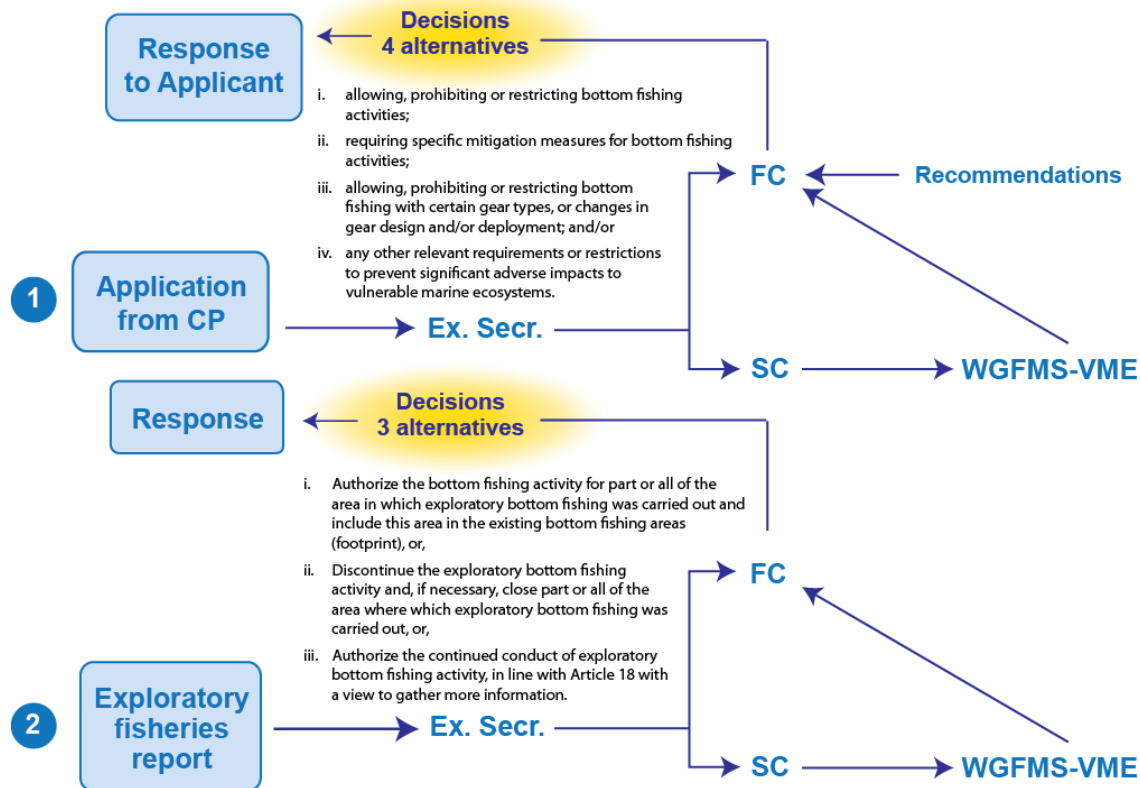 Response
to Applicant
Decisions
4 alternatives
i. allowing, prohibiting or restricting bottom fishing
activities;
ii. requiring specific mitigation measures for bottom fishing
activities;
iii. allowing, prohibiting or restricting bottom
fishing with certain gear types, or changes in
gear design and/or deployment; and/or
iv. any other relevant requirements or restrictions
to prevent significant adverse impacts to
vulnerable marine ecosystems.
FC
Recommendations
1
Application
from CP
Ex. Secr.
SC
WGFMS-VME
Response
Decisions
3 alternatives
i. Authorize the bottom fishing activity for part or all of the
area in which exploratory bottom fishing was carried out and
include this area in the existing bottom fishing areas
(footprint), or,
ii. Discontinue the exploratory bottom fishing
activity and, if necessary, close part or all of the
area where which exploratory bottom fishing was
carried out, or,
iii. Authorize the continued conduct of exploratory
bottom fishing activity, in line with Article 18 with
a view to gather more information.
FC
2
Exploratory
fisheries
report
Ex. Secr.
SC
WGFMS-VME